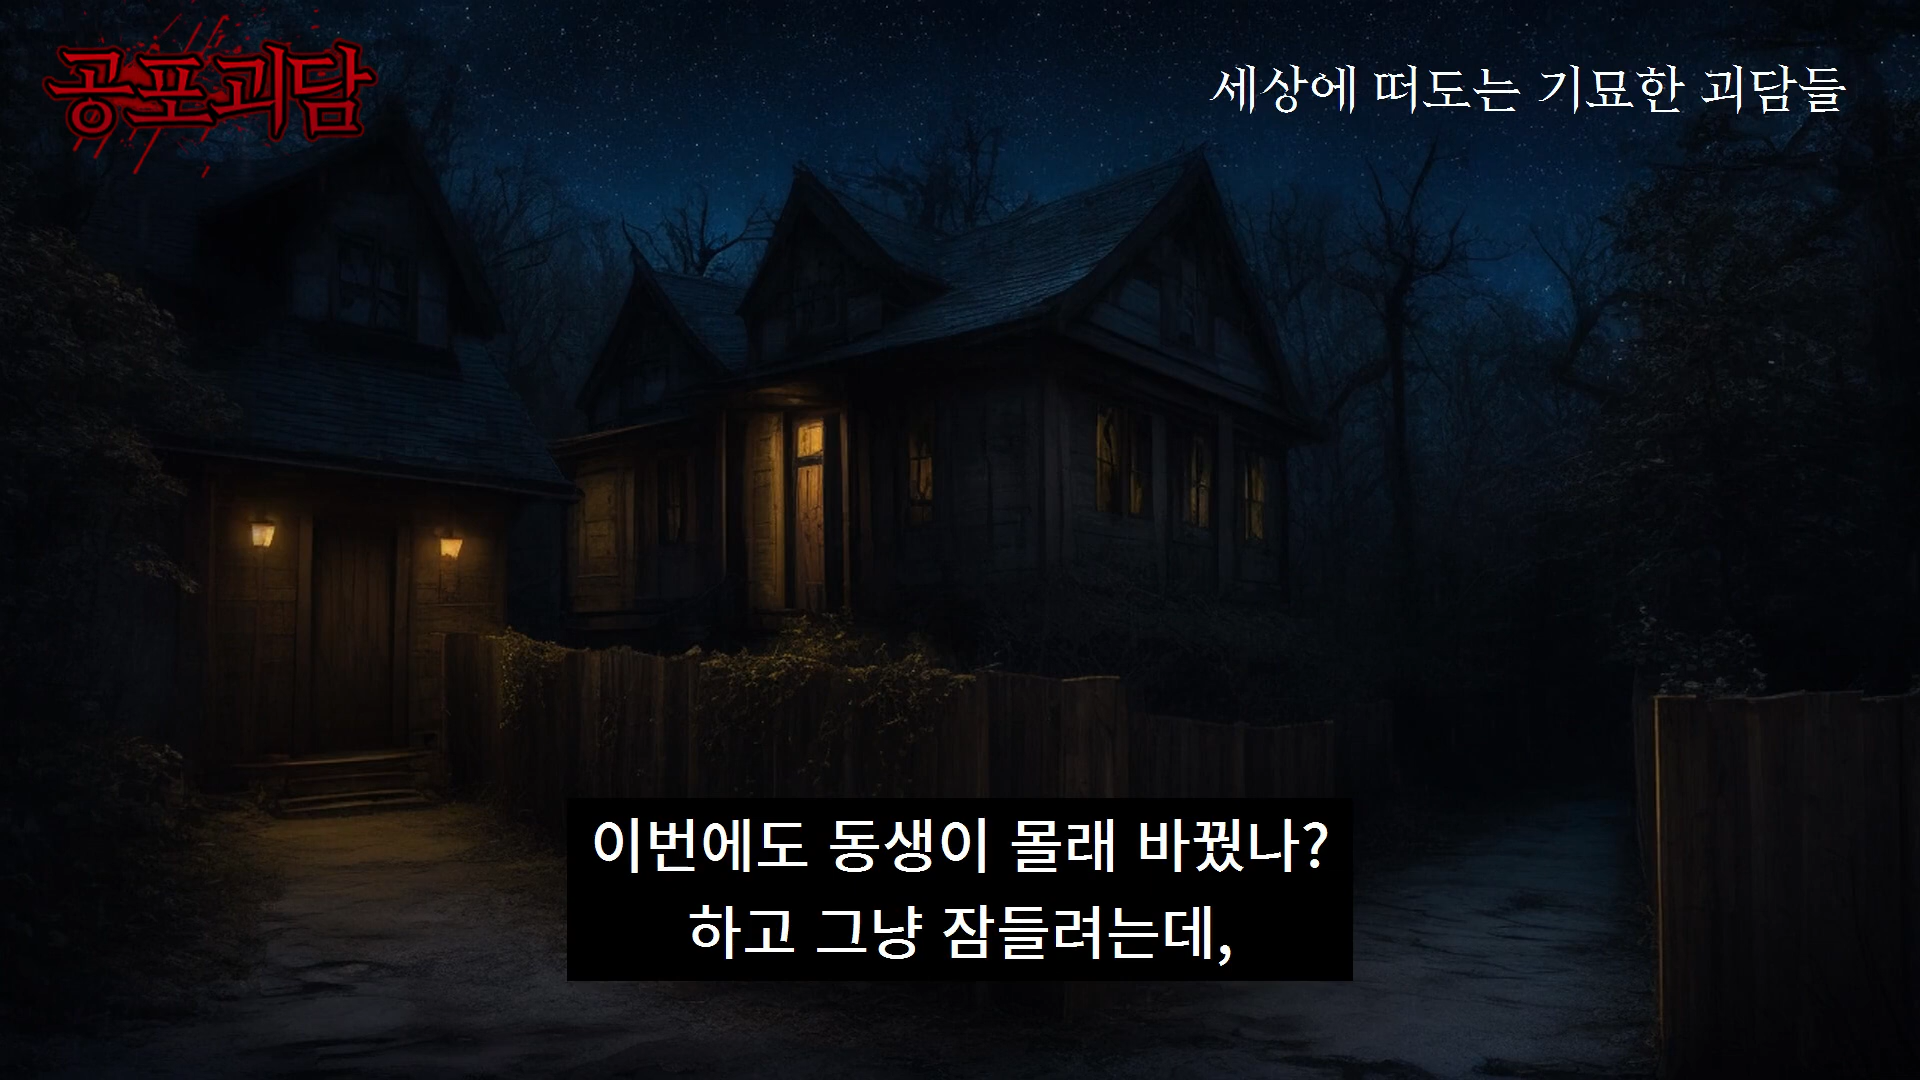 공포괴담
세상에 떠도는 기묘한 괴담들
이번에도 동생이 몰래 바꿨나?
하고 그냥 잠들려는데,